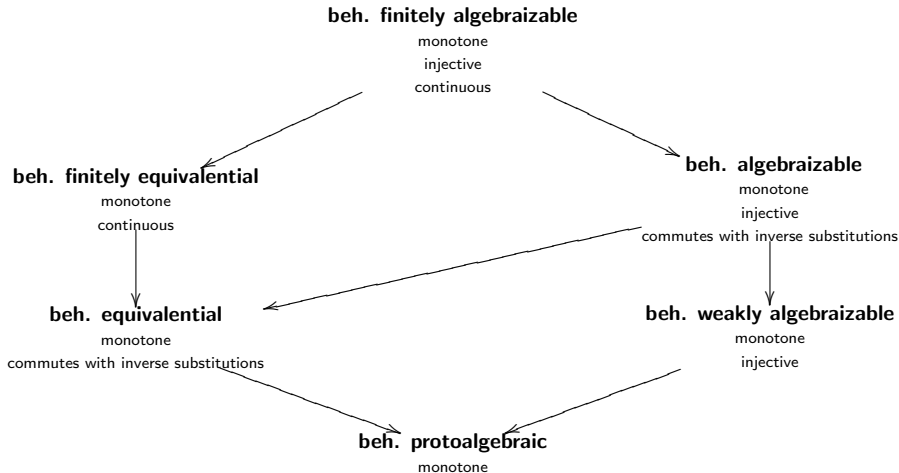 beh. finitely algebraizable
monotone
injective
continuous
beh. finitely equivalential
monotone
continuous
beh. algebraizable
monotone
injective
commutes with inverse substitutions
beh. equivalential
monotone
commutes with inverse substitutions
beh. weakly algebraizable
monotone
injective
beh. protoalgebraic
monotone